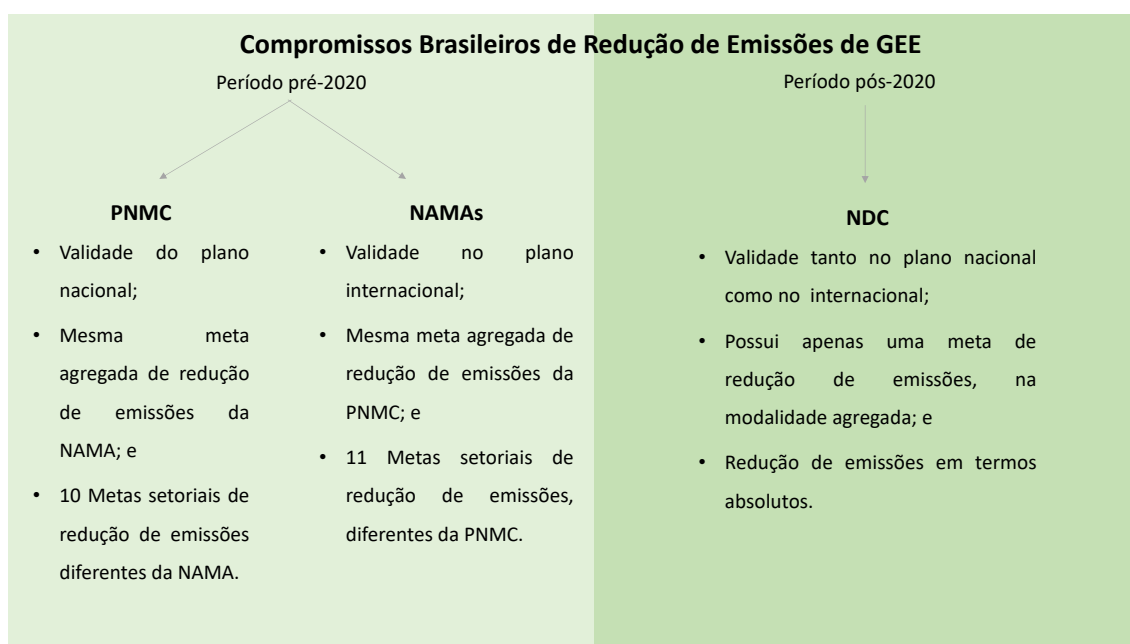 Compromissos Brasileiros de Redução de Emissões de GEE
Período pré-2020
Período pós-2020
PNMC
• Validade do plano
nacional;
• Mesma meta
agregada de redução
de emissões da
NAMA; e
• 10 Metas setoriais de
redução de emissões
diferentes da NAMA.
NAMAs
• Validade no plano
internacional;
• Mesma meta agregada de
redução de emissões da
PNMC; e
• 11 Metas setoriais de
redução de emissões,
diferentes da PNMC.
NDC
• Validade tanto no plano nacional
como no internacional;
• Possui apenas uma meta de
redução de emissões, na
modalidade agregada; e
• Redução de emissões em termos
absolutos.